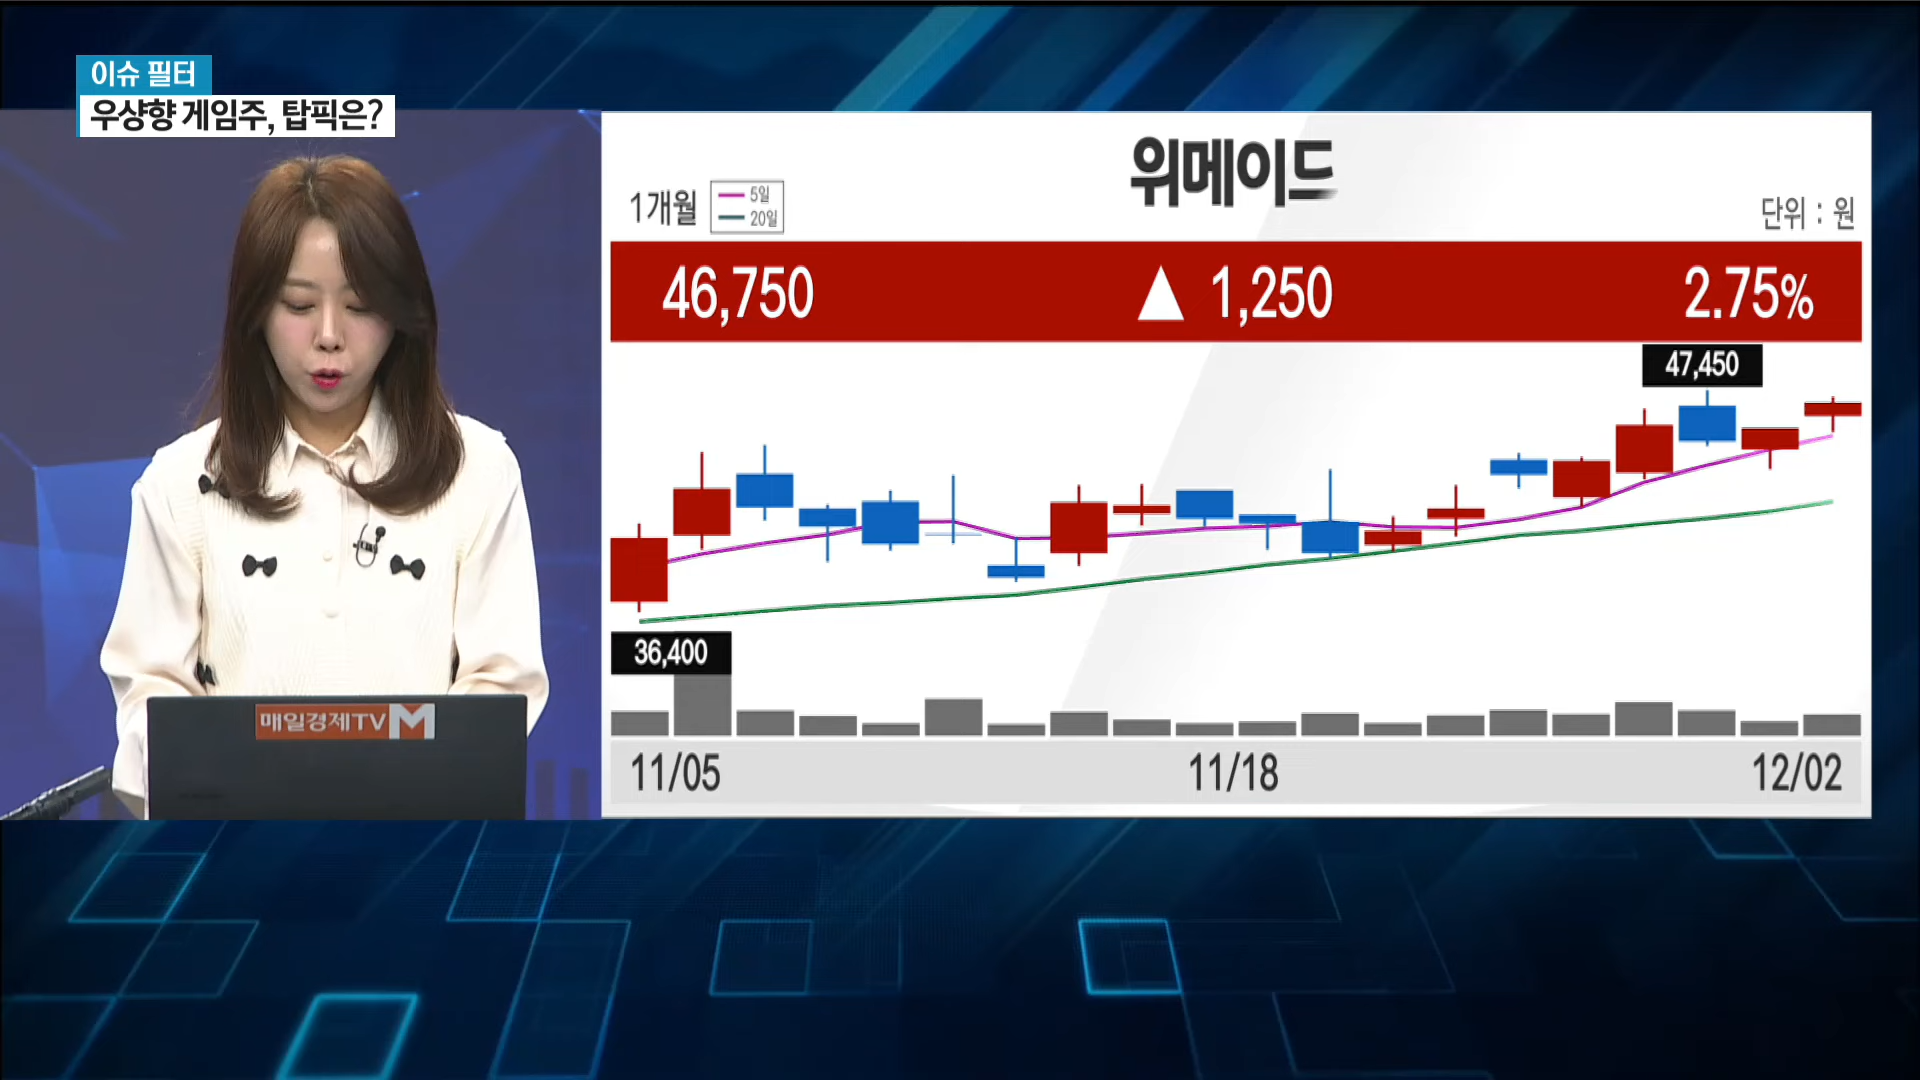 이슈 필터
우상향 게임주, 탑픽은?
위메이드
1개월
5일
20일
단위 : 원
46,750 ▲ 1,250 2.75%
47,450
36,400
매일경제TV M
11/05 11/18 12/02